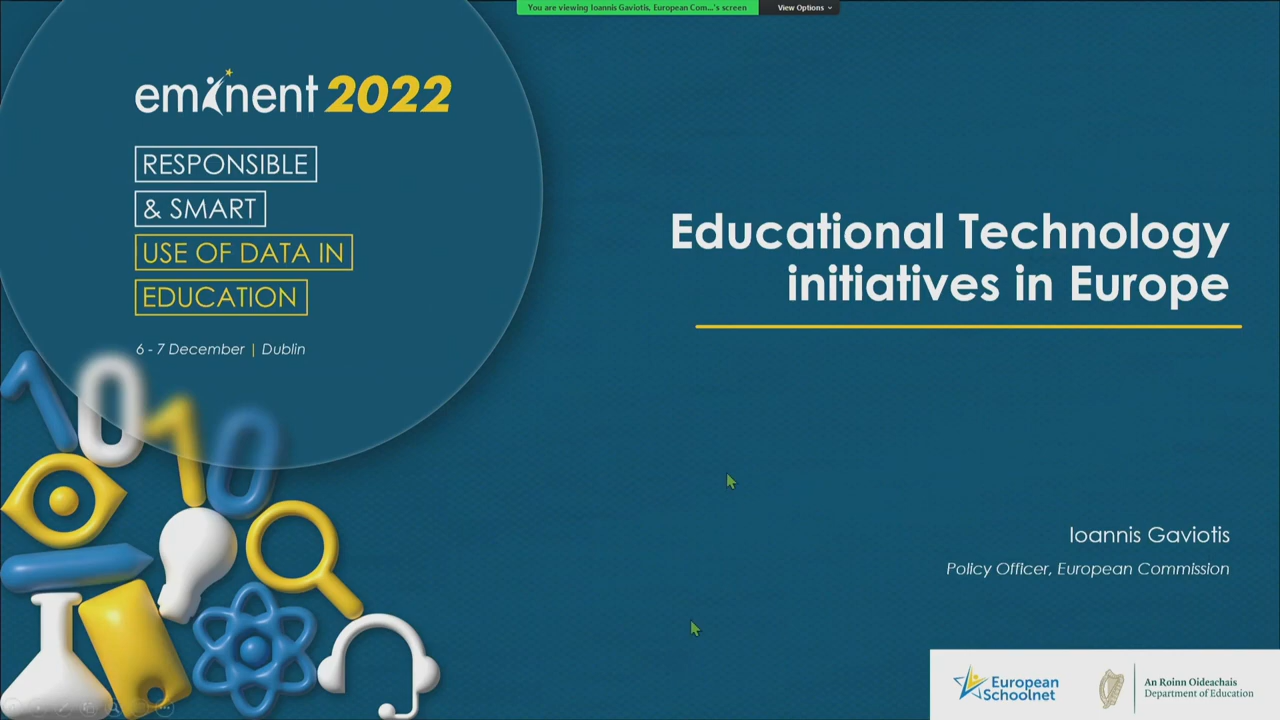 You are viewing Ioannis Gaviotis, European Com...'s screen
View Options
eminent 2022
RESPONSIBLE
& SMART
USE OF DATA IN
EDUCATION
6 - 7 December | Dublin
1010
Educational Technology
initiatives in Europe
Ioannis Gaviotis
Policy Officer, European Commission
European
Schoolnet
An Roinn Oideachais
Department of Education